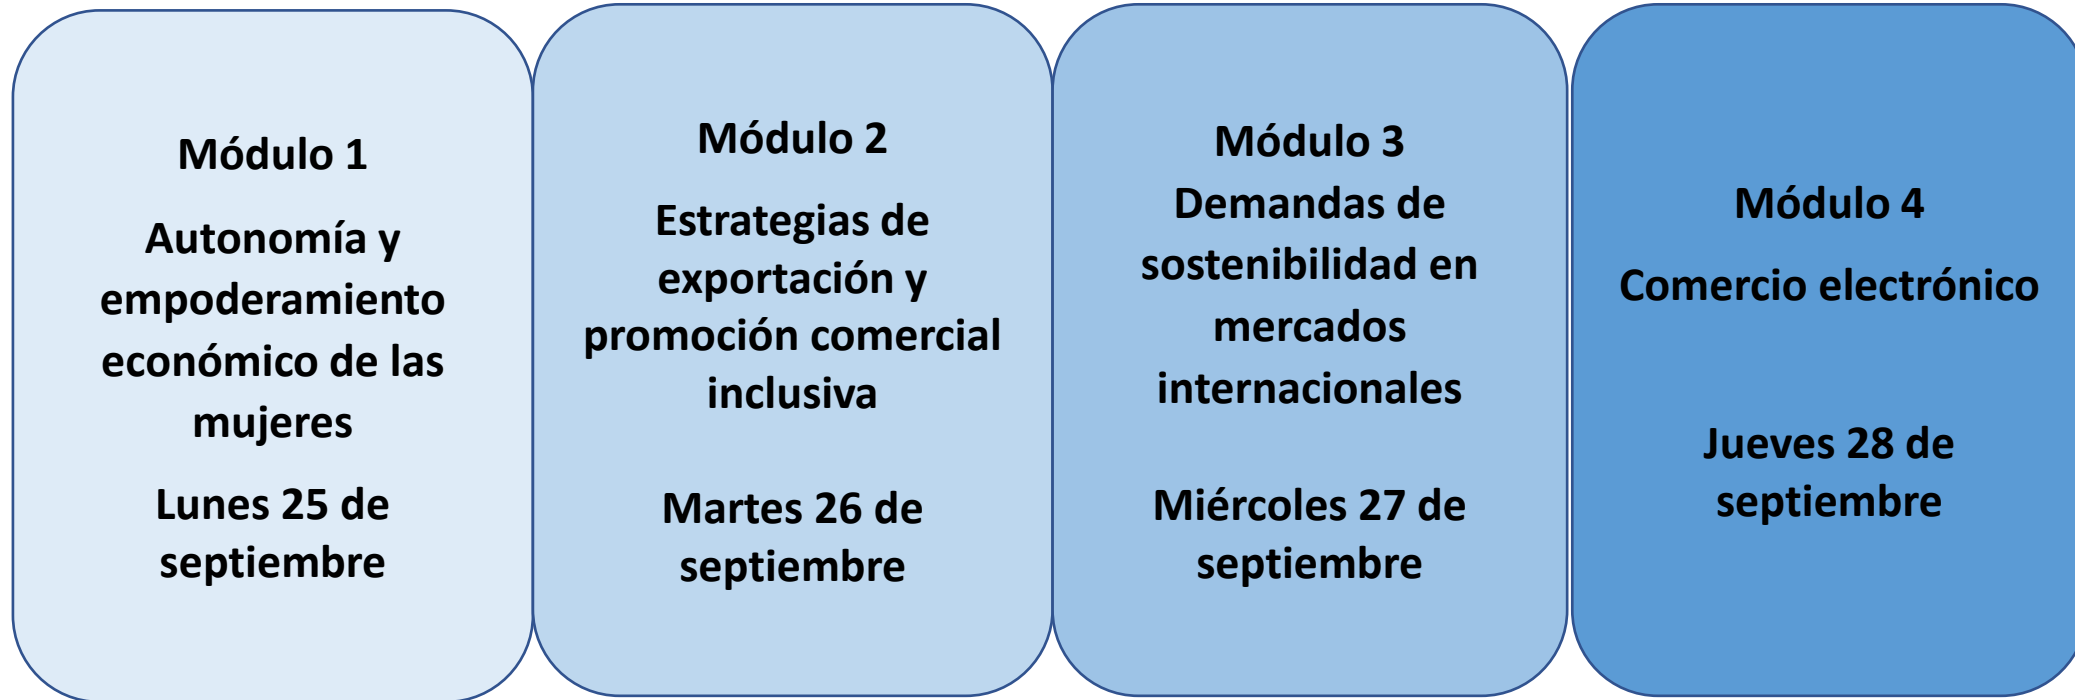 Módulo 1
Autonomía y
empoderamiento
económico de las
mujeres
Lunes 25 de
septiembre
Módulo 2
Estrategias de
exportación y
promoción comercial
inclusiva
Martes 26 de
septiembre
Módulo 3
Demandas de
sostenibilidad en
mercados
internacionales
Miércoles 27 de
septiembre
Módulo 4
Comercio electrónico
Jueves 28 de
septiembre